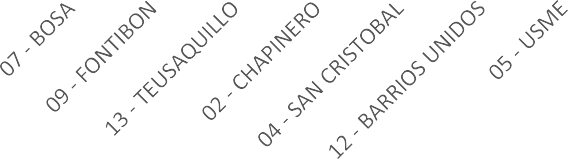 07 - BOSA
09 - FONTIBON
13 - TEUSAQUILLO
02 - CHAPINERO
04 - SAN CRISTOBAL
12 - BARRIOS UNIDOS
05 - USME